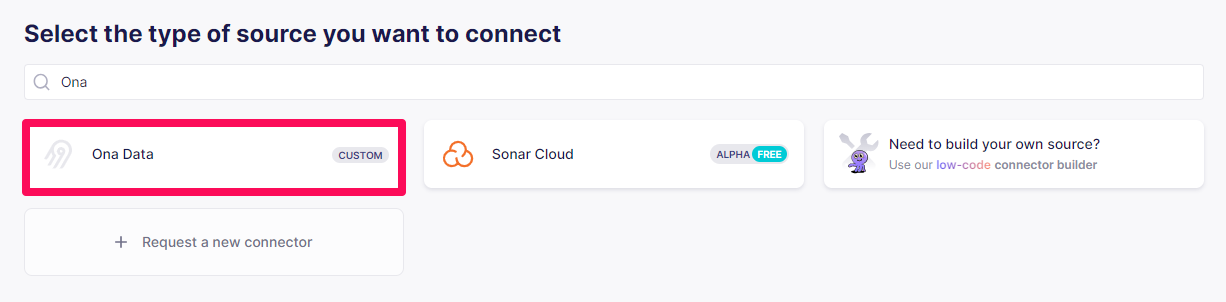 Select the type of source you want to connect
Ona
Ona Data
CUSTOM
Sonar Cloud
ALPHA FREE
Need to build your own source?
Use our low-code connector builder
Request a new connector